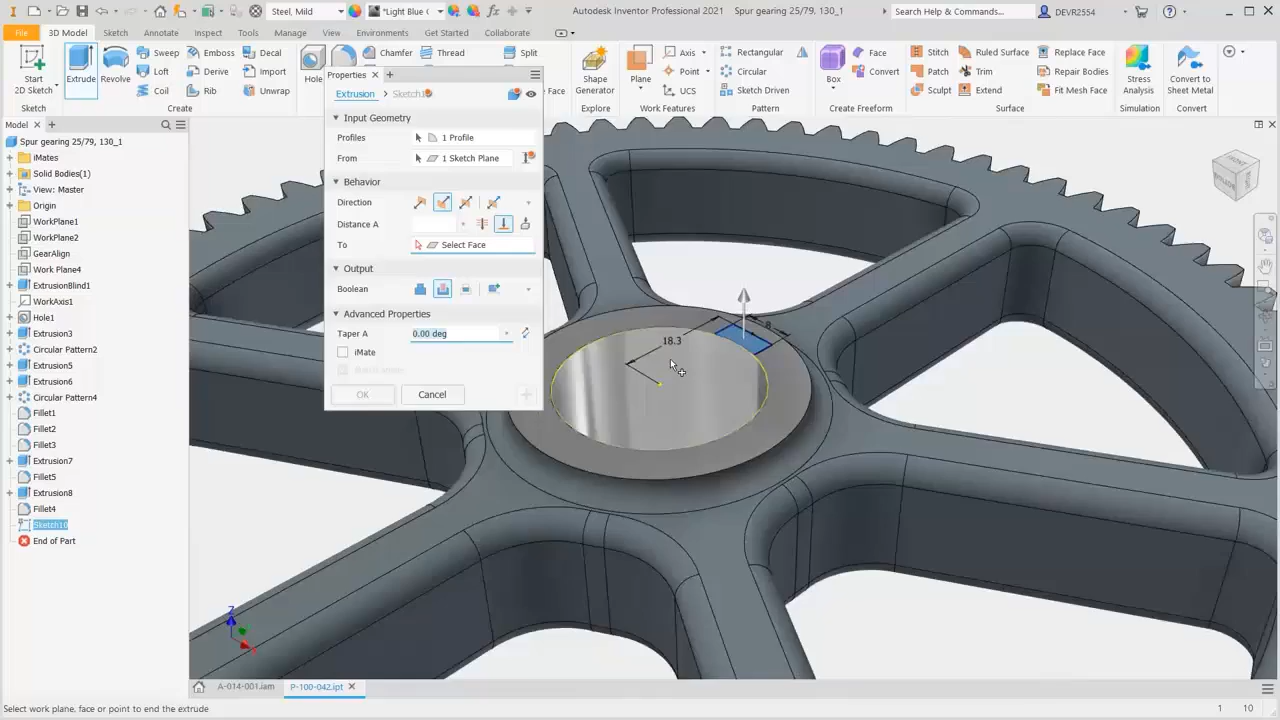 Steel, Mild
*Light Blue (
Autodesk Inventor Professional 2021
Spur gearing 25/79, 130_1
Search Help & Commands...
DEVR2554
File
3D Model
Sketch
Annotate
Inspect
Tools
Manage
View
Environments
Get Started
Collaborate
Start
2D Sketch
Extrude
Revolve
Sweep
Loft
Coil
Emboss
Derive
Rib
Decal
Import
Unwrap
Hole
Chamfer
Thread
Split
Face
Shape
Generator
Plane
Axis
Point
UCS
Rectangular
Circular
Sketch Driven
Box
Face
Convert
Stitch
Patch
Sculpt
Ruled Surface
Trim
Extend
Replace Face
Repair Bodies
Fit Mesh Face
Stress
Analysis
Convert to
Sheet Metal
Sketch
Create
Explore
Work Features
Pattern
Create Freeform
Surface
Simulation
Convert
Model
Spur gearing 25/79, 130_1
iMates
Solid Bodies(1)
View: Master
Origin
WorkPlane1
WorkPlane2
GearAlign
Work Plane4
ExtrusionBlind1
WorkAxis1
Hole1
Extrusion3
Circular Pattern2
Extrusion5
Extrusion6
Circular Pattern4
Fillet1
Fillet2
Fillet3
Extrusion7
Fillet5
Extrusion8
Fillet4
Sketch10
End of Part
Properties
Extrusion
Input Geometry
Profiles
1 Profile
From
1 Sketch Plane
Behavior
Direction
Distance A
To
Select Face
Output
Boolean
Advanced Properties
Taper A
0.00 deg
iMate
Match shape
OK
Cancel
18.3
8
FRONT
Z
A-014-001.iam
P-100-042.ipt
Select work plane, face or point to end the extrude
1
10